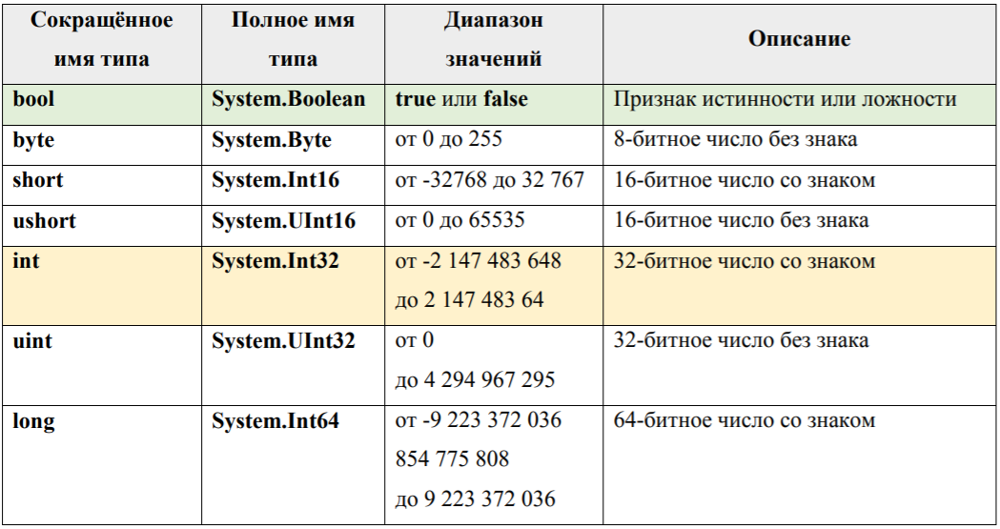 Сокращённое
имя типа
Полное имя
типа
Диапазон
значений
Описание
bool
System.Boolean
true или false
Признак истинности или ложности
byte
System.Byte
от 0 до 255
8-битное число без знака
short
System.Int16
от -32768 до 32 767
16-битное число со знаком
ushort
System.UInt16
от 0 до 65535
16-битное число без знака
int
System.Int32
от -2 147 483 648
до 2 147 483 64
32-битное число со знаком
uint
System.UInt32
от 0
до 4 294 967 295
32-битное число без знака
long
System.Int64
от -9 223 372 036
854 775 808
до 9 223 372 036
64-битное число со знаком